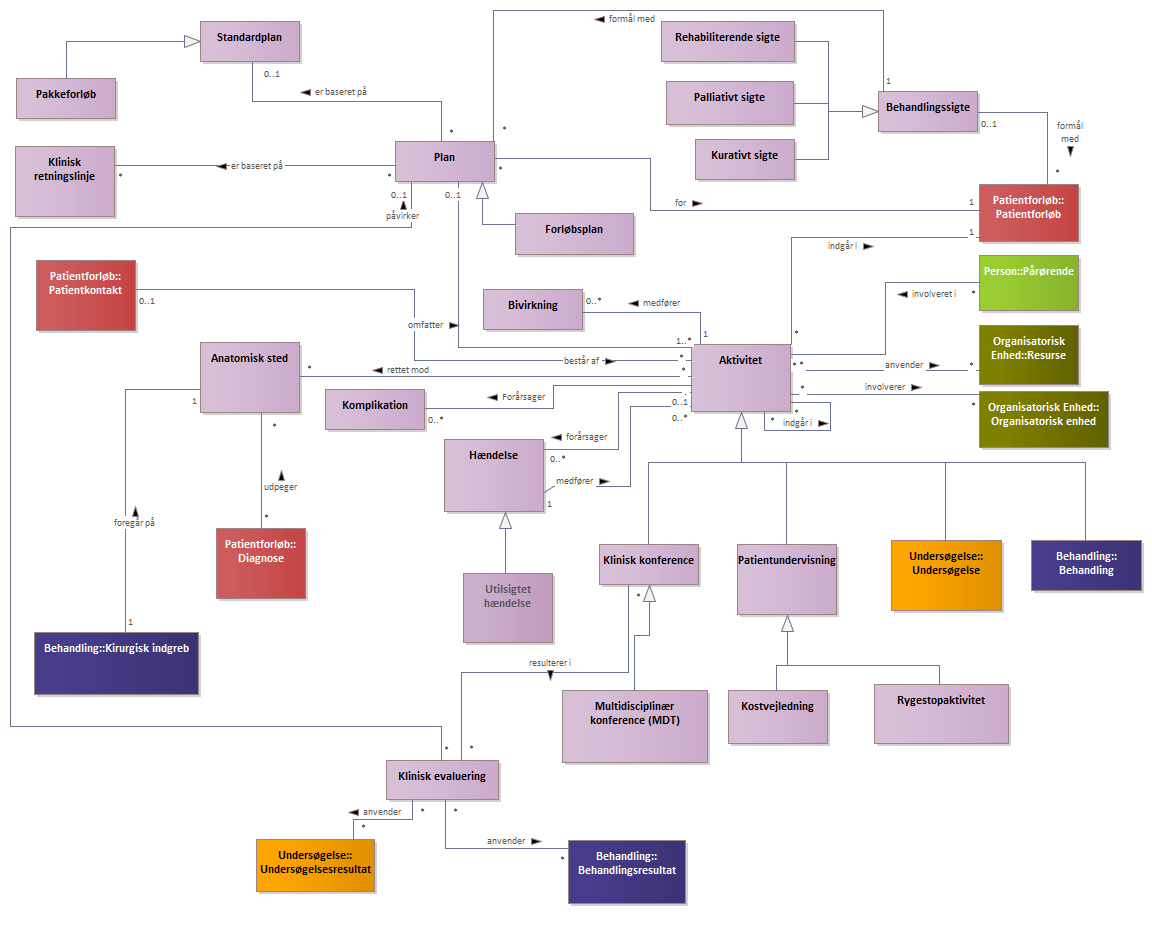 formål med
Standardplan
Rehabiliterende sigte
0..1
1
Pakkeforløb
er baseret på
Palliativt sigte
Behandlingssigte
0..1
formål
med
*
*
Klinisk
retningslinje
er baseret på
Plan
Kurativt sigte
*
*
*
*
0..1
0..1
påvirker
for
1
Patientforløb::
Patientforløb
Forløbsplan
1
indgår i
Patientforløb::
Patientkontakt
0..1
Person::Pårørende
involveret i
*
Bivirkning
0..*
medfører
omfatter
1
*
1..*
Organisatorisk
Enhed::Resurse
Anatomisk sted
består af
*
Aktivitet
*
*
anvender
*
*
rettet mod
*
involverer
*
*
1
Komplikation
0..*
Forårsager
0..1
0..*
*
*
indgår i
Organisatorisk Enhed::
Organisatorisk enhed
*
Hændelse
forårsager
0..*
medfører
1
udpeger
*
foregår på
Patientforløb::
Diagnose
Klinisk konference
Patientundervisning
Undersøgelse::
Undersøgelse
Behandling::
Behandling
Utilsigtet
hændelse
*
1
Behandling::Kirurgisk indgreb
resulterer i
Multidisciplinær
konference (MDT)
Kostvejledning
Rygestopaktivitet
*
*
Klinisk evaluering
anvender
*
*
*
anvender
*
Undersøgelse::
Undersøgelsesresultat
Behandling::
Behandlingsresultat